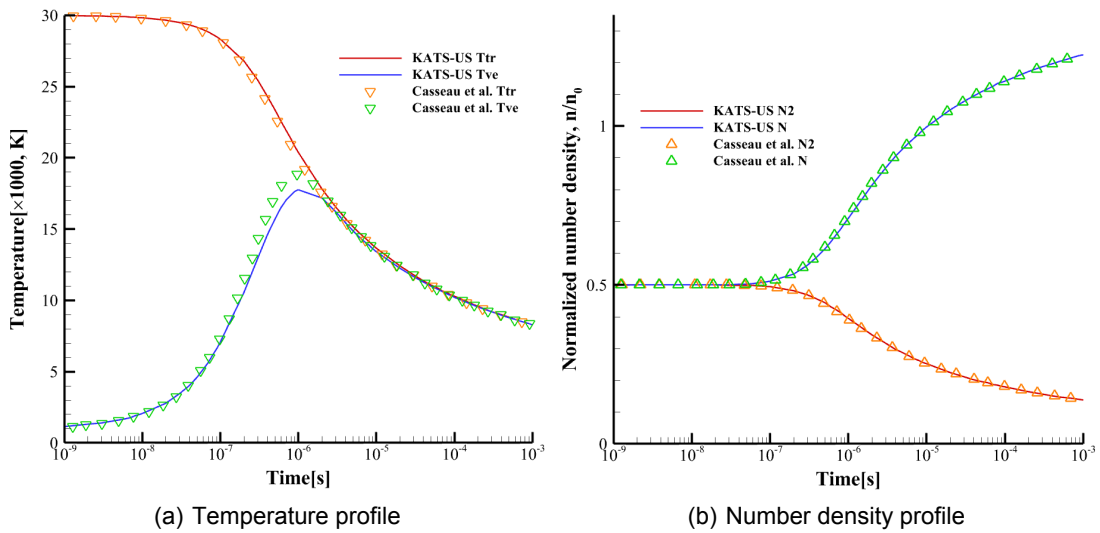 30
25
20
15
10
5
0
Temperature[×1000, K]
KATS-US Ttr
KATS-US Tve
Casseau et al. Ttr
Casseau et al. Tve
10-9
10-8
10-7
10-6
10-5
10-4
10-3
Time[s]
(a) Temperature profile
1
0.5
0
Normalized number density, n/n0
KATS-US N2
KATS-US N
Casseau et al. N2
Casseau et al. N
10-9
10-8
10-7
10-6
10-5
10-4
10-3
Time[s]
(b) Number density profile